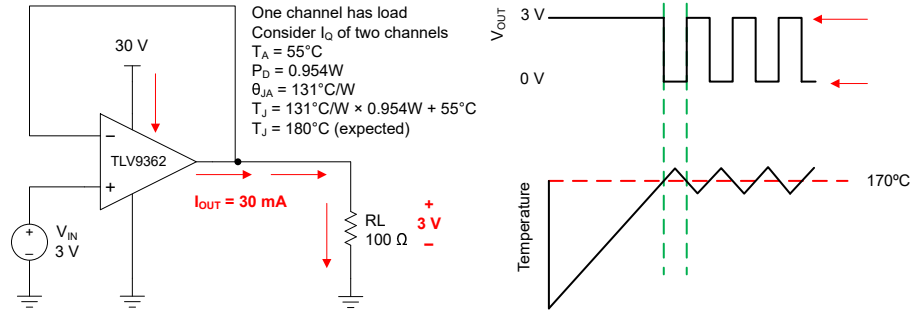 One channel has load
Consider IQ of two channels
TA = 55°C
PD = 0.954W
θJA = 131°C/W
TJ = 131°C/W × 0.954W + 55°C
TJ = 180°C (expected)
30 V
−
TLV9362
+
IOUT = 30 mA
+
−
VIN
3 V
RL
100 Ω
+
3 V
−
VOUT
3 V
0 V
Temperature
170ºC